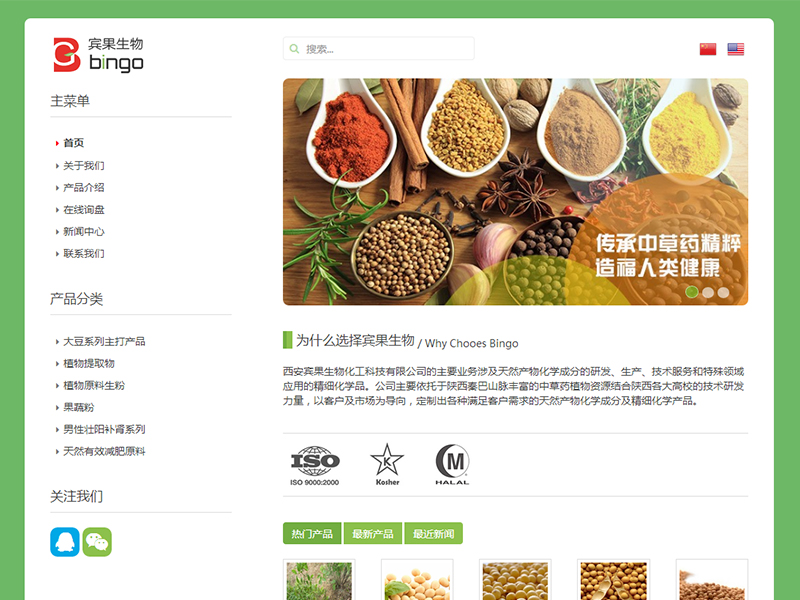 宾果生物
bingo
搜索...
主菜单
首页
关于我们
产品介绍
在线询盘
新闻中心
联系我们
产品分类
大豆系列主打产品
植物提取物
植物原料生粉
果蔬粉
男性壮阳补肾系列
天然有效减肥原料
关注我们
传承中草药精粹
造福人类健康
为什么选择宾果生物 / Why Chooes Bingo
西安宾果生物化工科技有限公司的主要业务涉及天然产物化学成分的研发、生产、技术服务和特殊领域
应用的精细化学品。公司主要依托于陕西秦巴山脉丰富的中草药植物资源结合陕西各大高校的技术研发
力量，以客户及市场为导向，定制出各种满足客户需求的天然产物化学成分及精细化学产品。
ISO
ISO 9000:2000
K
Kosher
M
HALAL
热门产品
最新产品
最近新闻